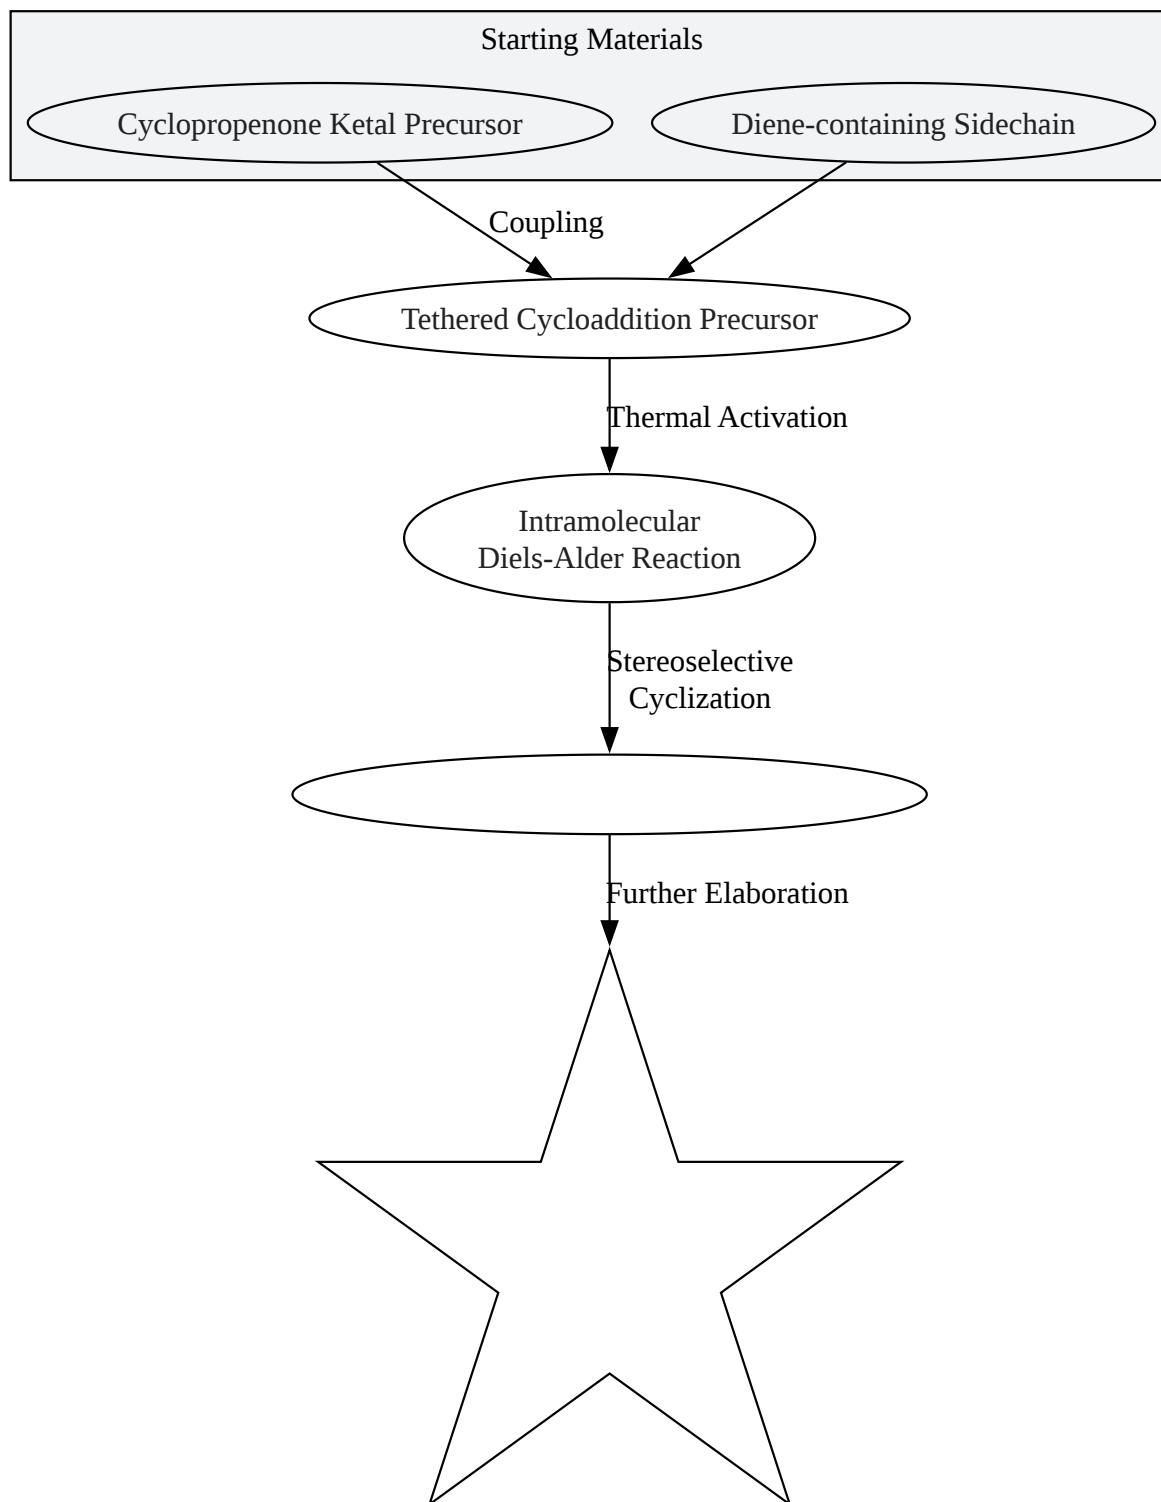 Starting Materials
Cyclopropenone Ketal Precursor
Diene-containing Sidechain
Coupling
Tethered Cycloaddition Precursor
Thermal Activation
Intramolecular
Diels-Alder Reaction
Stereoselective
Cyclization
Further Elaboration